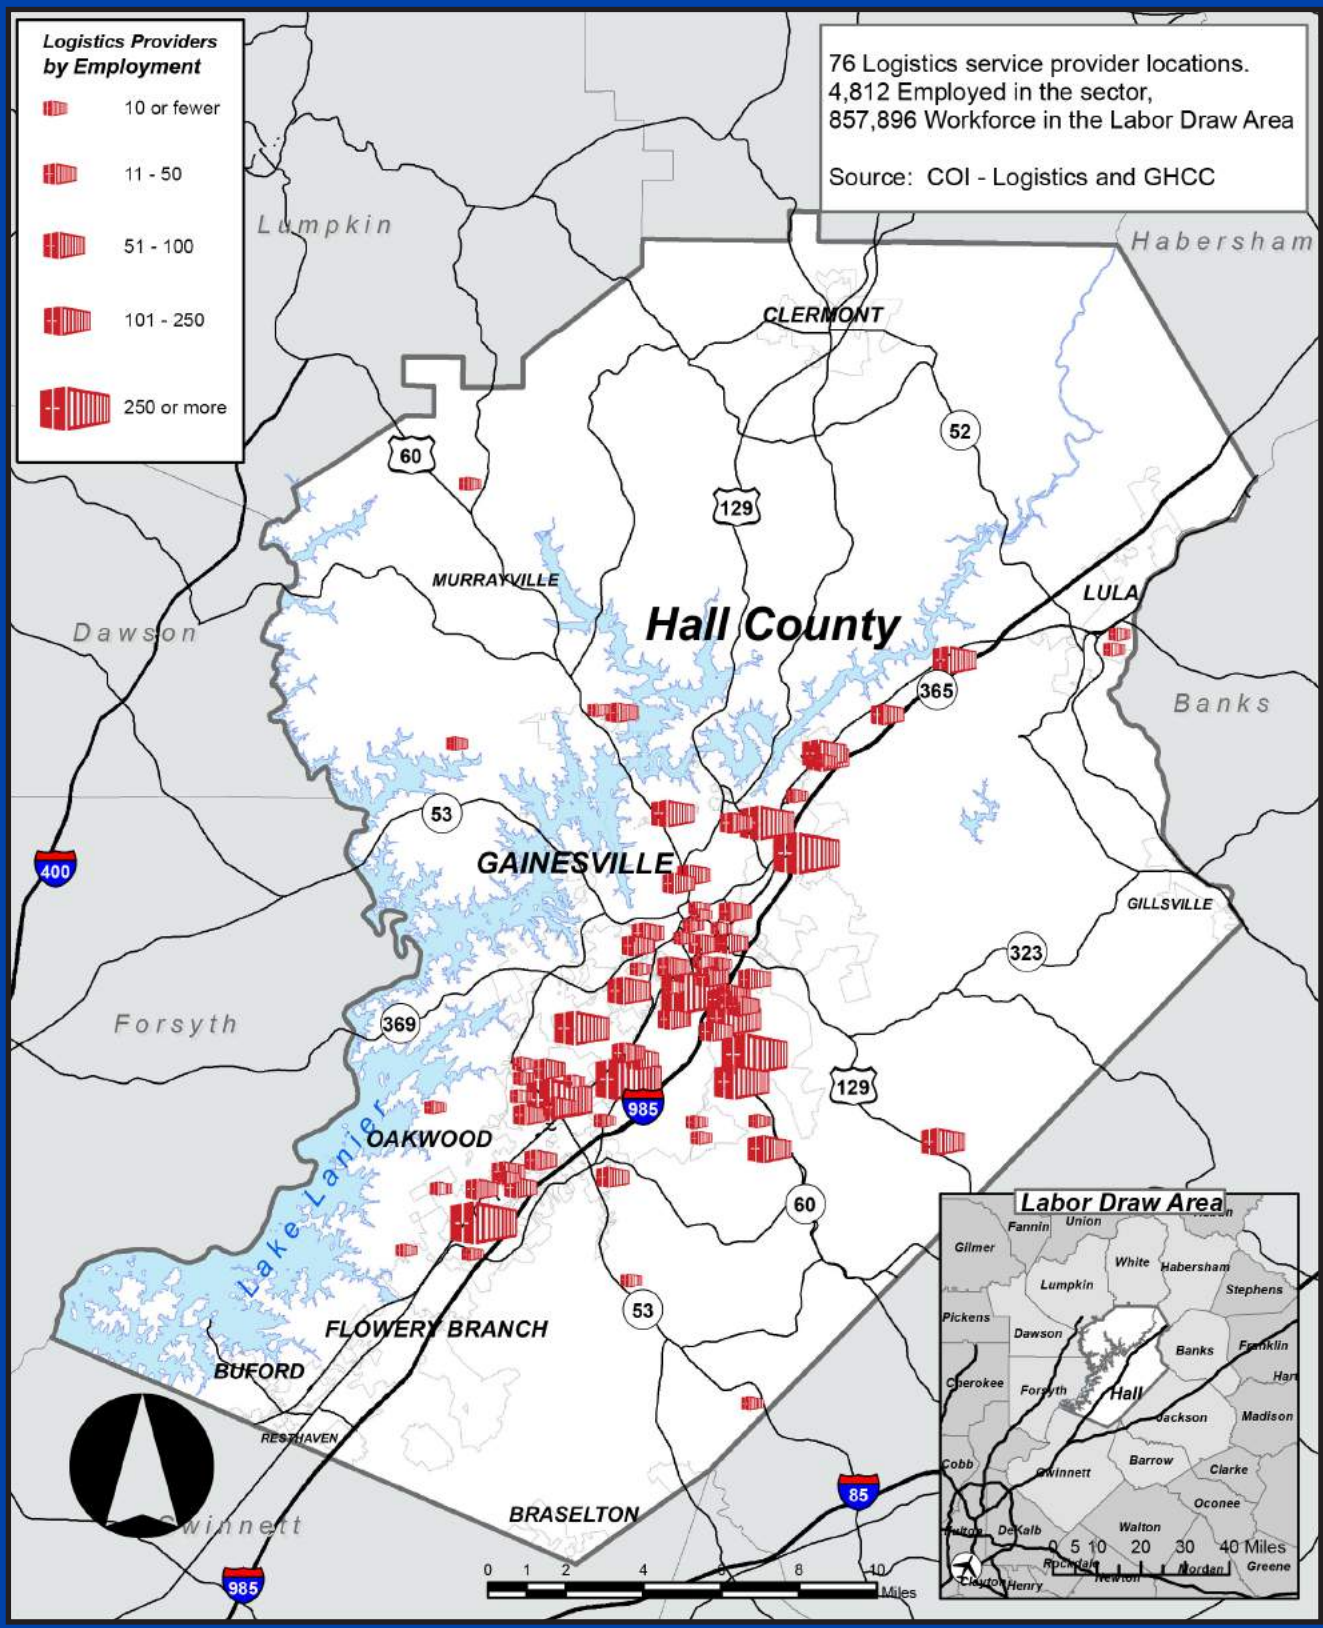 Logistics Providers
by Employment
10 or fewer
11 - 50
51 - 100
101 - 250
250 or more
76 Logistics service provider locations.
4,812 Employed in the sector,
857,896 Workforce in the Labor Draw Area
Source: COI - Logistics and GHCC
Lumpkin
Habersham
CLERMONT
60
52
129
MURRAYVILLE
LULA
Hall County
Dawson
365
Banks
53
400
GAINESVILLE
GILLSVILLE
323
Forsyth
369
129
985
OAKWOOD
Lake Lanier
60
53
FLOWERY BRANCH
BUFORD
RESTHAVEN
85
BRASELTON
Gwinnett
985
0 2 4 6 8 10
Miles
Labor Draw Area
Fannin
Union
Gilmer
White
Habersham
Lumpkin
Stephens
Pickens
Dawson
Banks
Franklin
Hart
Cherokee
Forsyth
Hall
Jackson
Madison
Cobb
Gwinnett
Barrow
Clarke
Oconee
Fulton
DeKalb
Walton
0 5 10 20 30 40 Miles
Rockdale
Newton
Morgan
Greene
Clayton
Henry